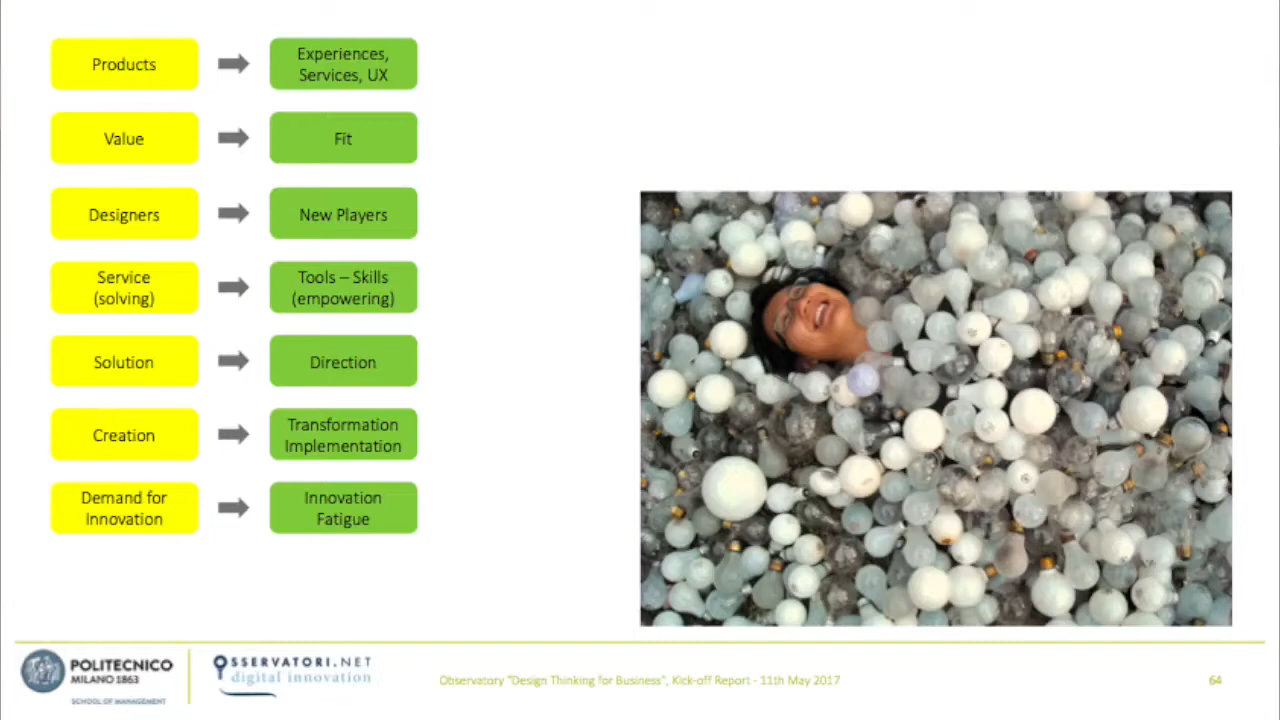 Products
Experiences,
Services, UX
Value
Fit
Designers
New Players
Service
(solving)
Tools – Skills
(empowering)
Solution
Direction
Creation
Transformation
Implementation
Demand for
Innovation
Innovation
Fatigue
POLITECNICO
MILANO 1863
SCHOOL OF MANAGEMENT
OSSERVATORI.NET
digital innovation
Observatory "Design Thinking for Business", Kick-off Report - 11th May 2017
64